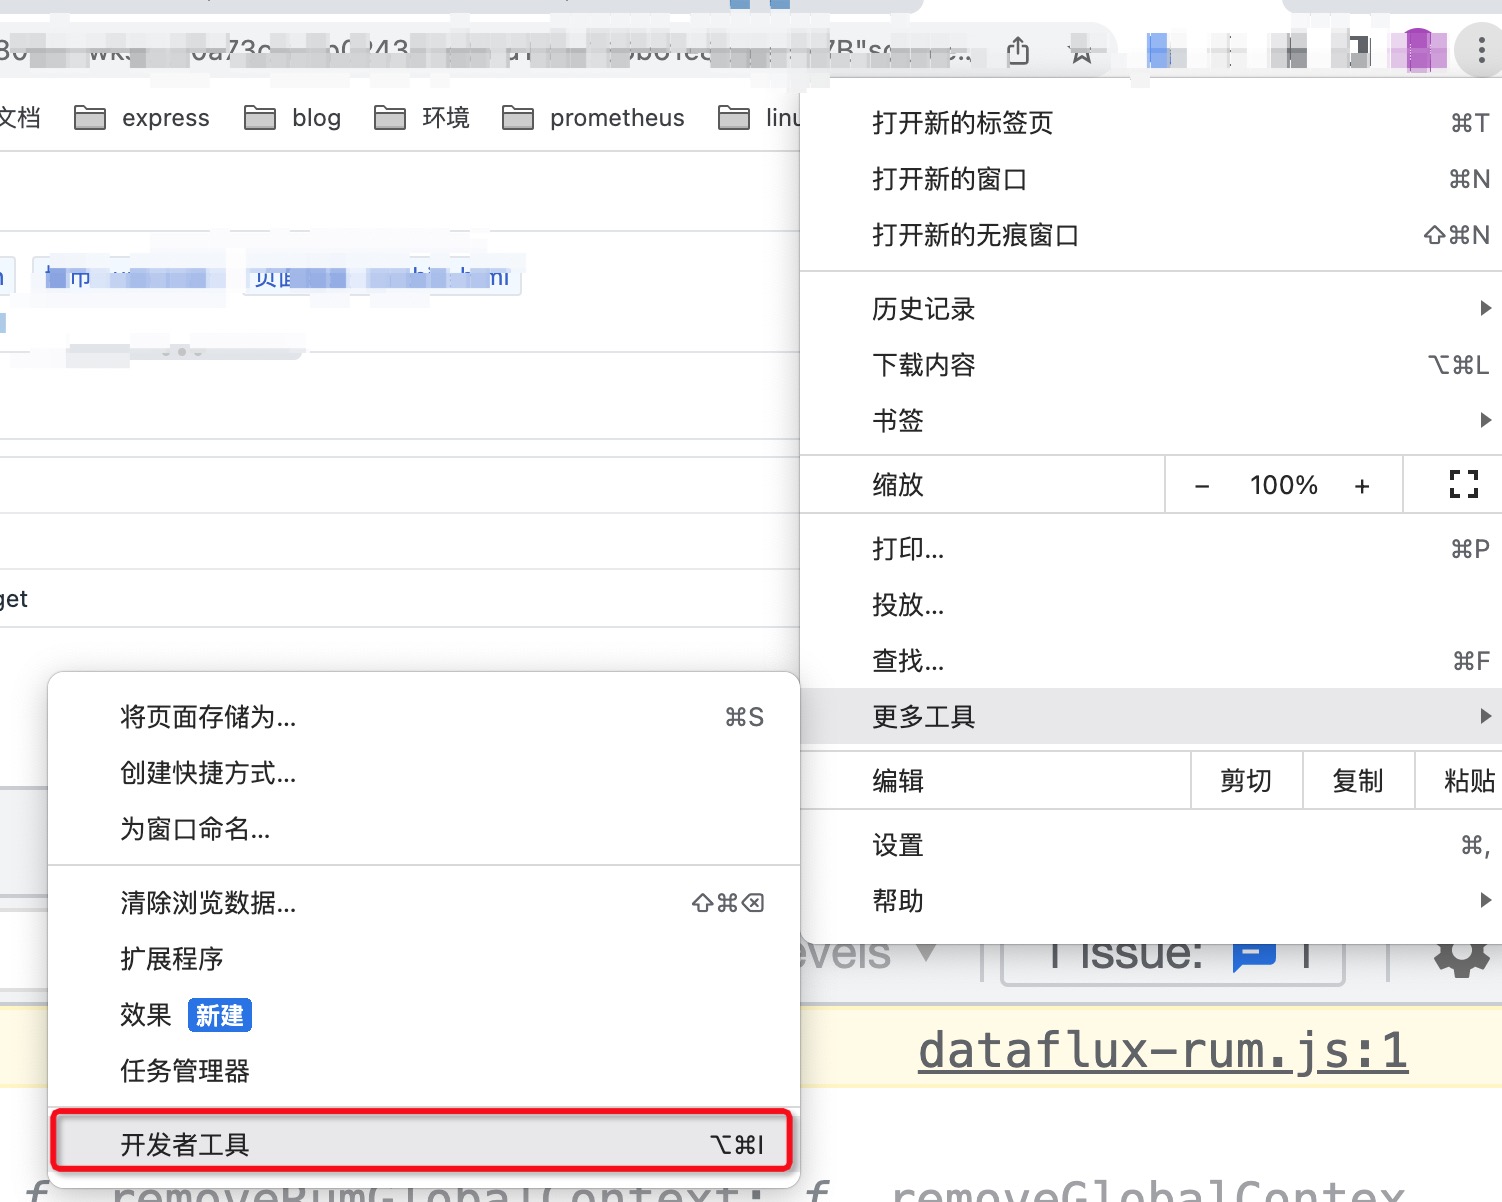 文档 express blog 环境 prometheus
get
打开新的标签页 ⌘T
打开新的窗口 ⌘N
打开新的无痕窗口 ⇧⌘N
历史记录
下载内容 ⌥⌘L
书签
缩放 − 100% +
打印... ⌘P
投放...
查找... ⌘F
更多工具
编辑 剪切 复制 粘贴
设置 ⌘,
帮助
将页面存储为... ⌘S
创建快捷方式...
为窗口命名...
清除浏览数据... ⇧⌘⌫
扩展程序
效果 新建
任务管理器
开发者工具 ⌥⌘I
evels ▼ 1 Issue: 1
dataflux-rum.js:1
f removeRumGlobalContext: f removeGlobalContex